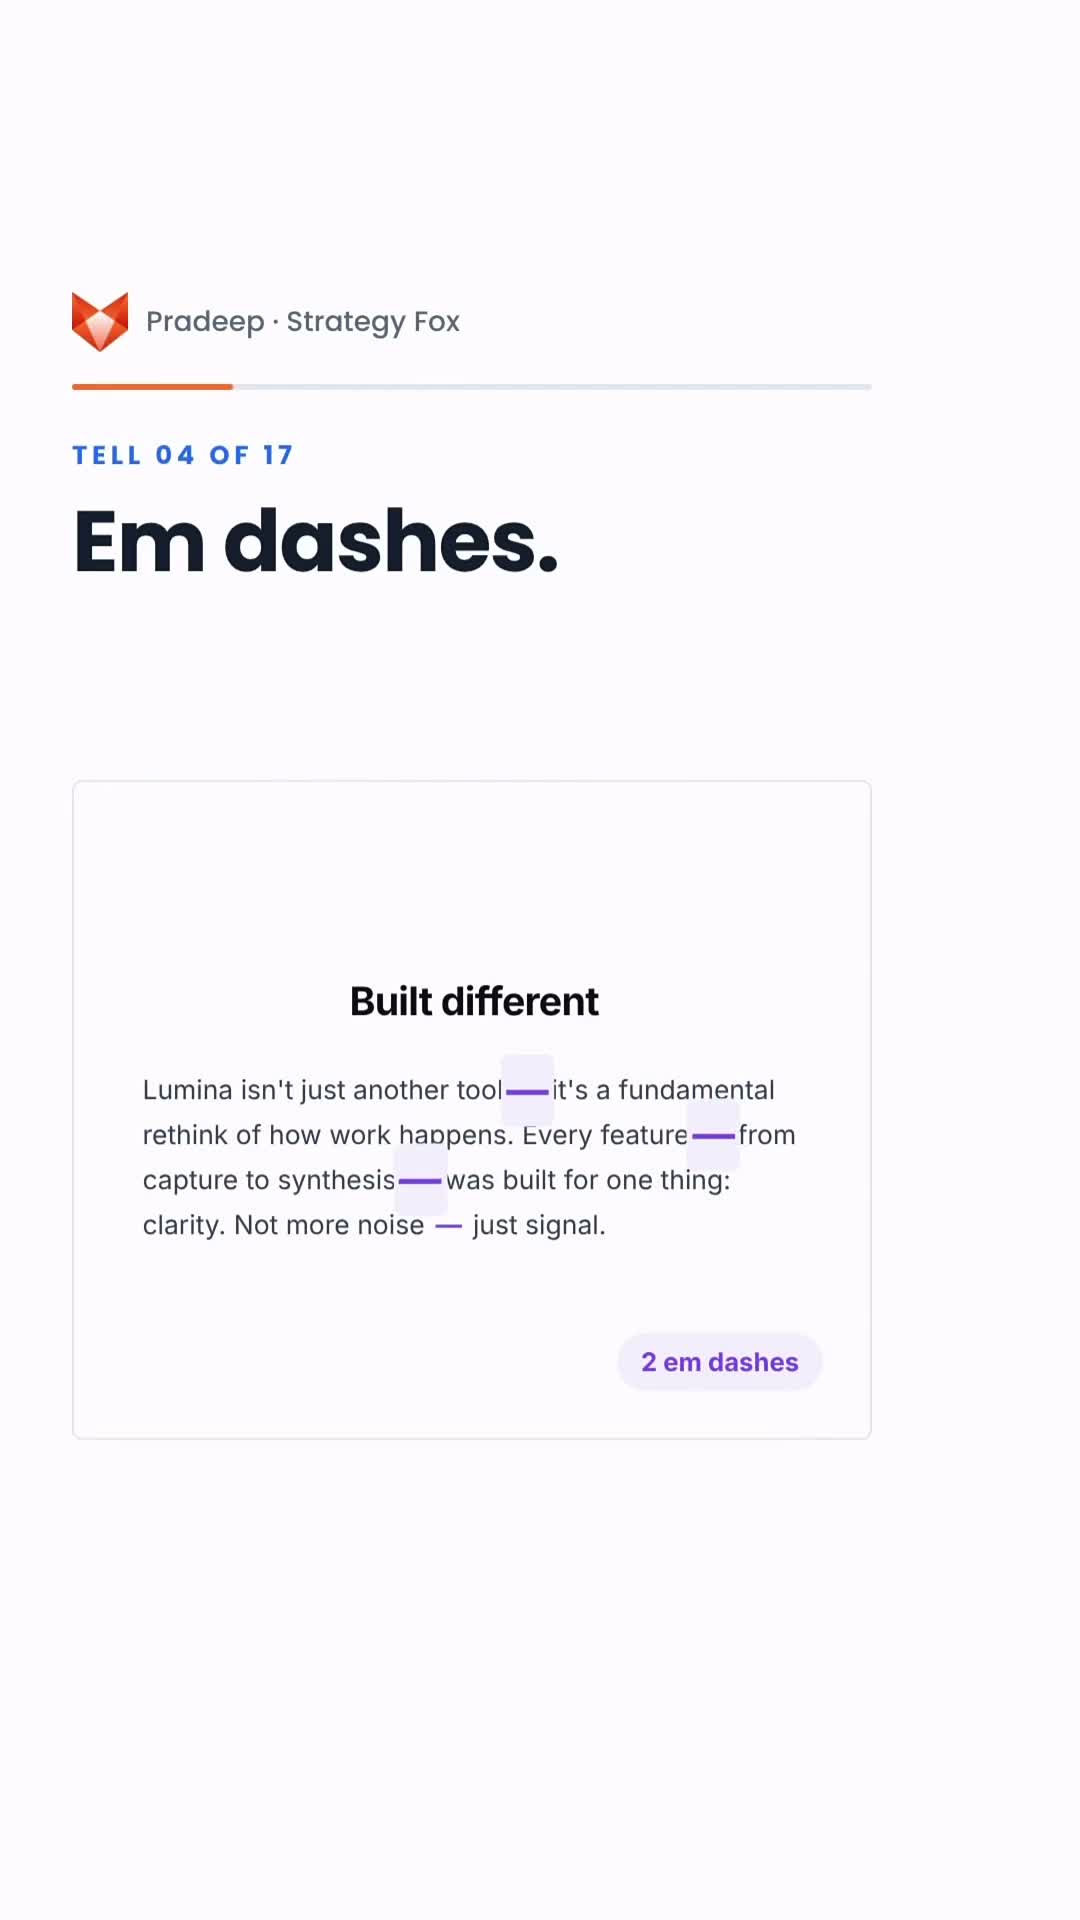 Pradeep · Strategy Fox
TELL 04 OF 17
Em dashes.
Built different
Lumina isn't just another tool — it's a fundamental
rethink of how work happens. Every feature — from
capture to synthesis — was built for one thing:
clarity. Not more noise — just signal.
2 em dashes